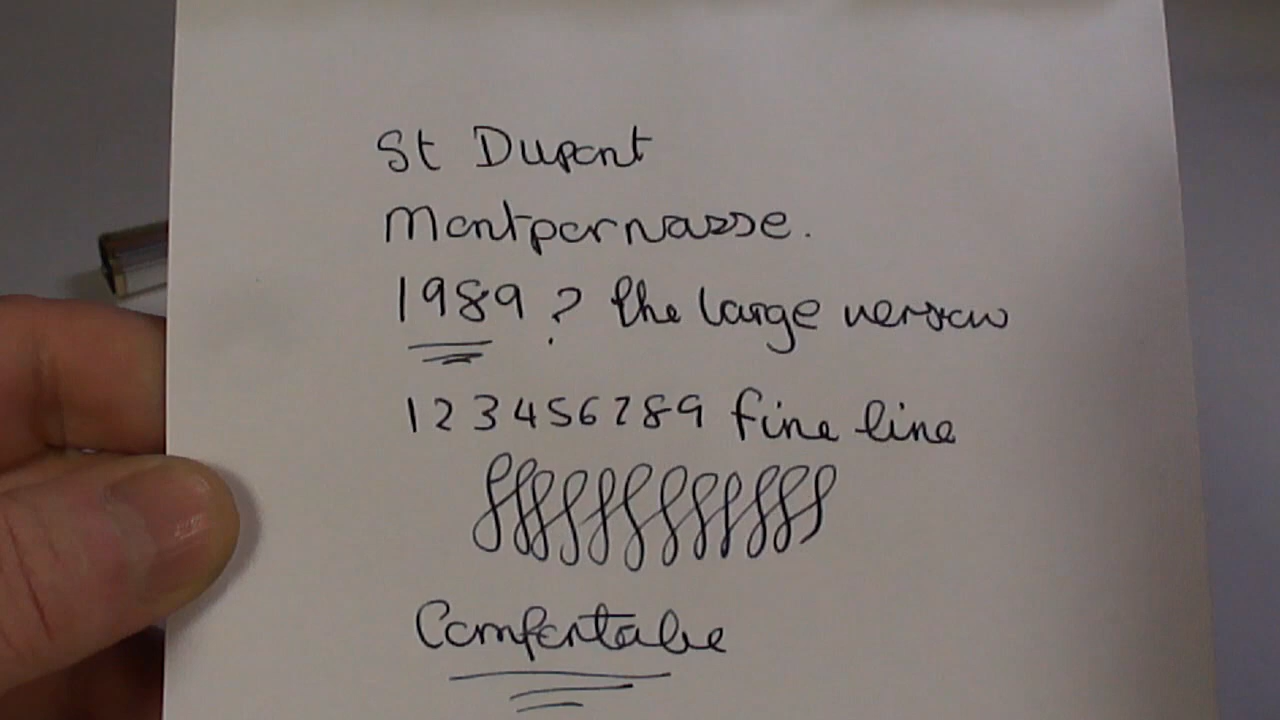 St Dupont
Montparnasse.
1989 ? the large version
123456789 fine line
Comfortable